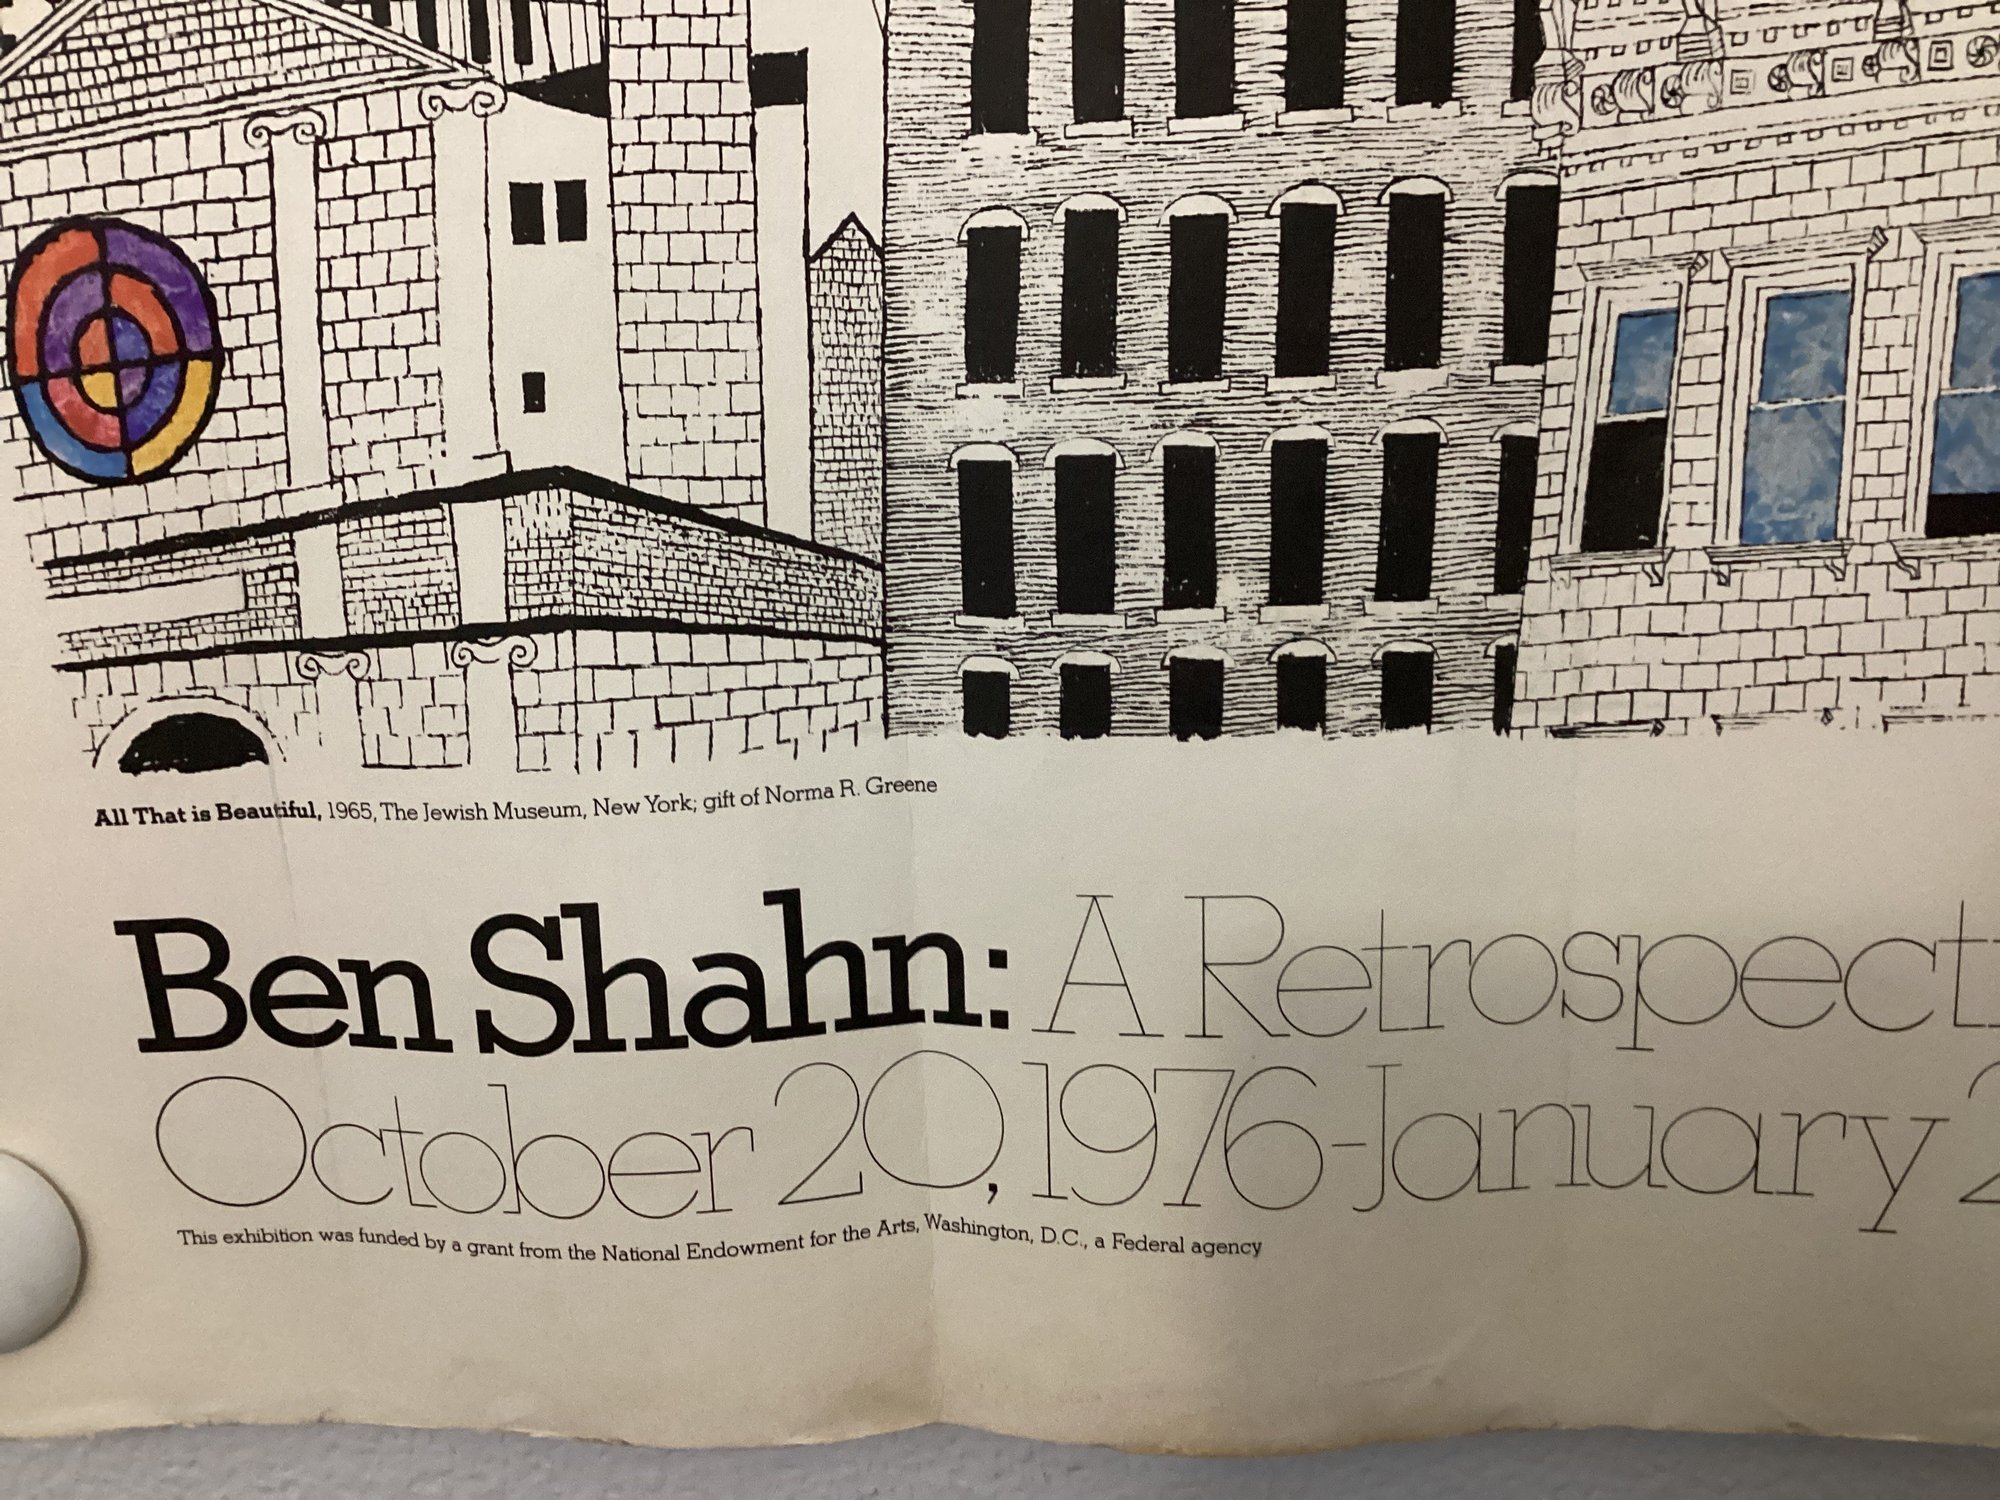 All That is Beautiful, 1965, The Jewish Museum, New York; gift of Norma R. Greene
Ben Shahn: A Retrospect
October 20, 1976-January 2
This exhibition was funded by a grant from the National Endowment for the Arts, Washington, D.C., a Federal agency